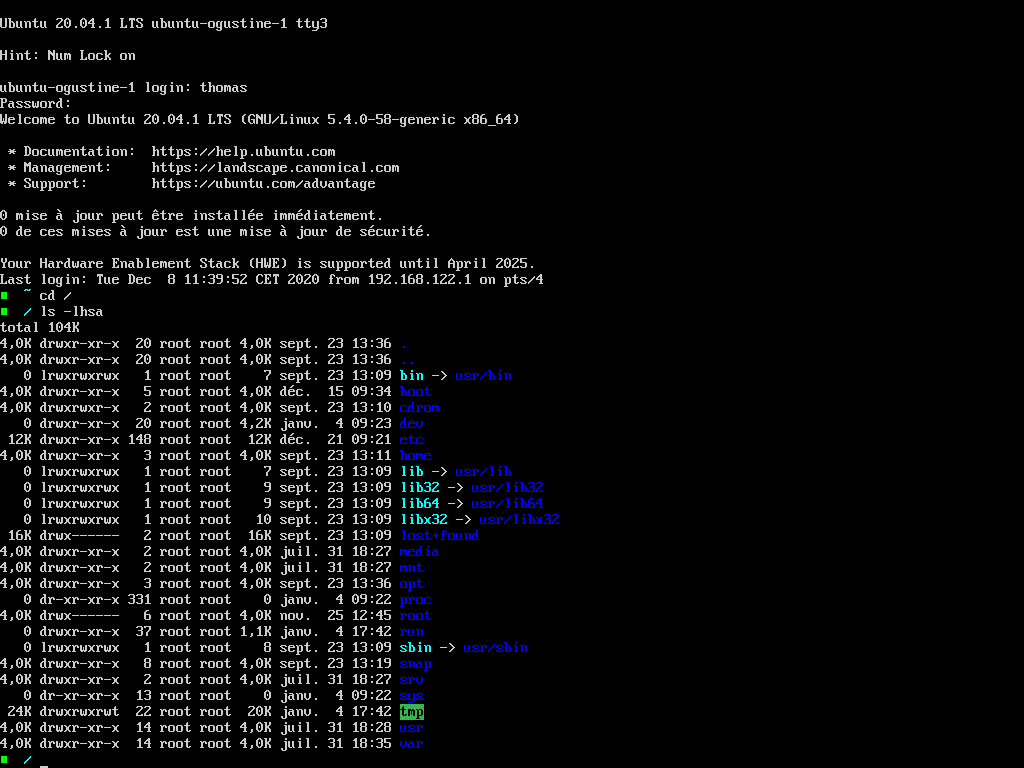 Ubuntu 20.04.1 LTS ubuntu-ogustine-1 tty3
Hint: Num Lock on
ubuntu-ogustine-1 login: thomas
Password:
Welcome to Ubuntu 20.04.1 LTS (GNU/Linux 5.4.0-58-generic x86_64)
* Documentation:  https://help.ubuntu.com
* Management:     https://landscape.canonical.com
* Support:        https://ubuntu.com/advantage
0 mise à jour peut être installée immédiatement.
0 de ces mises à jour est une mise à jour de sécurité.
Your Hardware Enablement Stack (HWE) is supported until April 2025.
Last login: Tue Dec  8 11:39:52 CET 2020 from 192.168.122.1 on pts/4
~ cd /
/ ls -lhsa
total 104K
4,0K drwxr-xr-x  20 root root 4,0K sept. 23 13:36 .
4,0K drwxr-xr-x  20 root root 4,0K sept. 23 13:36 ..
0 lrwxrwxrwx   1 root root    7 sept. 23 13:09 bin -> usr/bin
4,0K drwxr-xr-x   5 root root 4,0K déc.  15 09:34 boot
4,0K drwxrwxr-x   2 root root 4,0K sept. 23 13:10 cdrom
0 drwxr-xr-x  20 root root 4,2K janv.  4 09:23 dev
12K drwxr-xr-x 148 root root  12K déc.  21 09:21 etc
4,0K drwxr-xr-x   3 root root 4,0K sept. 23 13:11 home
0 lrwxrwxrwx   1 root root    7 sept. 23 13:09 lib -> usr/lib
0 lrwxrwxrwx   1 root root    9 sept. 23 13:09 lib32 -> usr/lib32
0 lrwxrwxrwx   1 root root    9 sept. 23 13:09 lib64 -> usr/lib64
0 lrwxrwxrwx   1 root root   10 sept. 23 13:09 libx32 -> usr/libx32
16K drwx------   2 root root  16K sept. 23 13:09 lost+found
4,0K drwxr-xr-x   2 root root 4,0K juil. 31 18:27 media
4,0K drwxr-xr-x   2 root root 4,0K juil. 31 18:27 mnt
4,0K drwxr-xr-x   3 root root 4,0K sept. 23 13:36 opt
0 dr-xr-xr-x 331 root root    0 janv.  4 09:22 proc
4,0K drwx------   6 root root 4,0K nov.  25 12:45 root
0 drwxr-xr-x  37 root root 1,1K janv.  4 17:42 run
0 lrwxrwxrwx   1 root root    8 sept. 23 13:09 sbin -> usr/sbin
4,0K drwxr-xr-x   8 root root 4,0K sept. 23 13:19 snap
4,0K drwxr-xr-x   2 root root 4,0K juil. 31 18:27 srv
0 dr-xr-xr-x  13 root root    0 janv.  4 09:22 sys
24K drwxrwxrwt  22 root root  20K janv.  4 17:42 tmp
4,0K drwxr-xr-x  14 root root 4,0K juil. 31 18:28 usr
4,0K drwxr-xr-x  14 root root 4,0K juil. 31 18:35 var
/ _